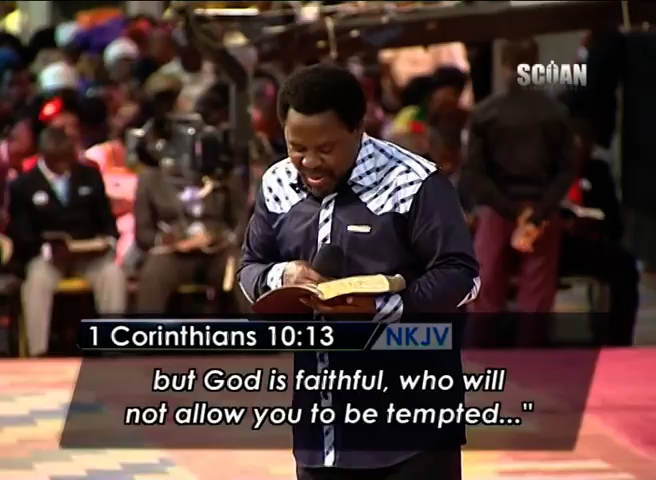 SCOAN
1 Corinthians 10:13 NKJV
but God is faithful, who will
not allow you to be tempted..."